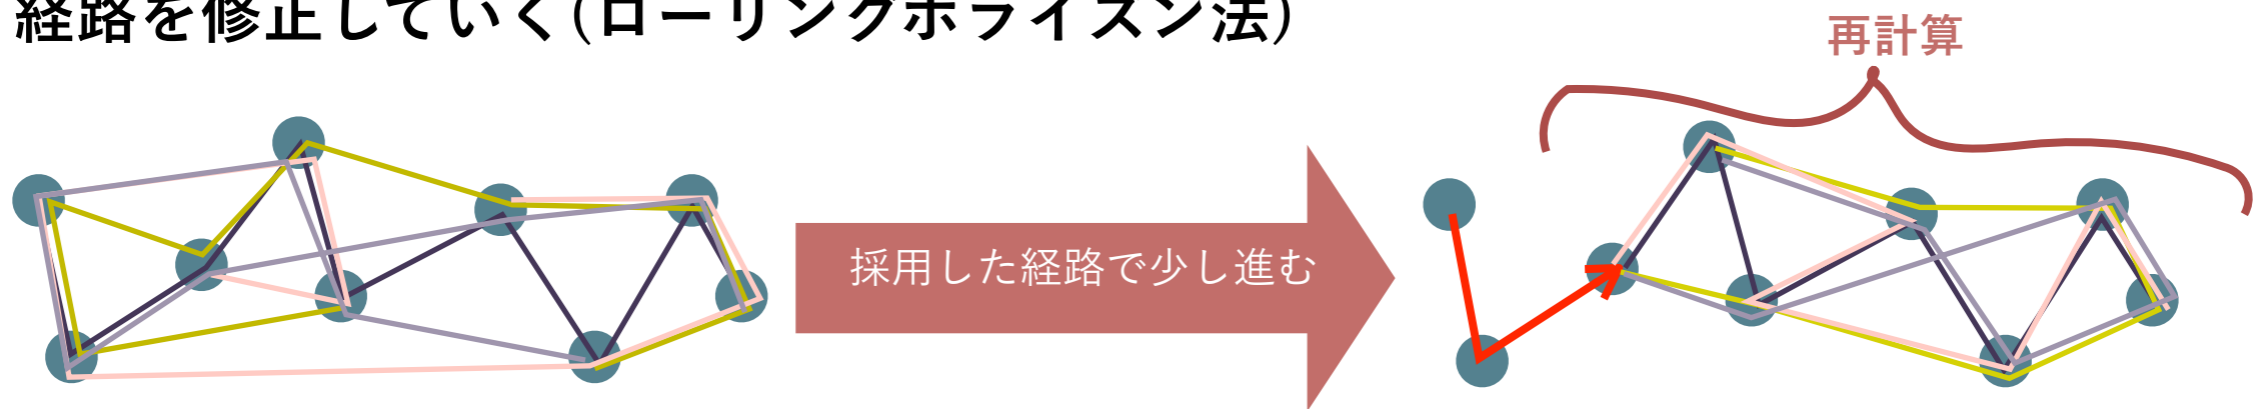 経路を修正していく(ローリングホライズン法)
再計算
採用した経路で少し進む